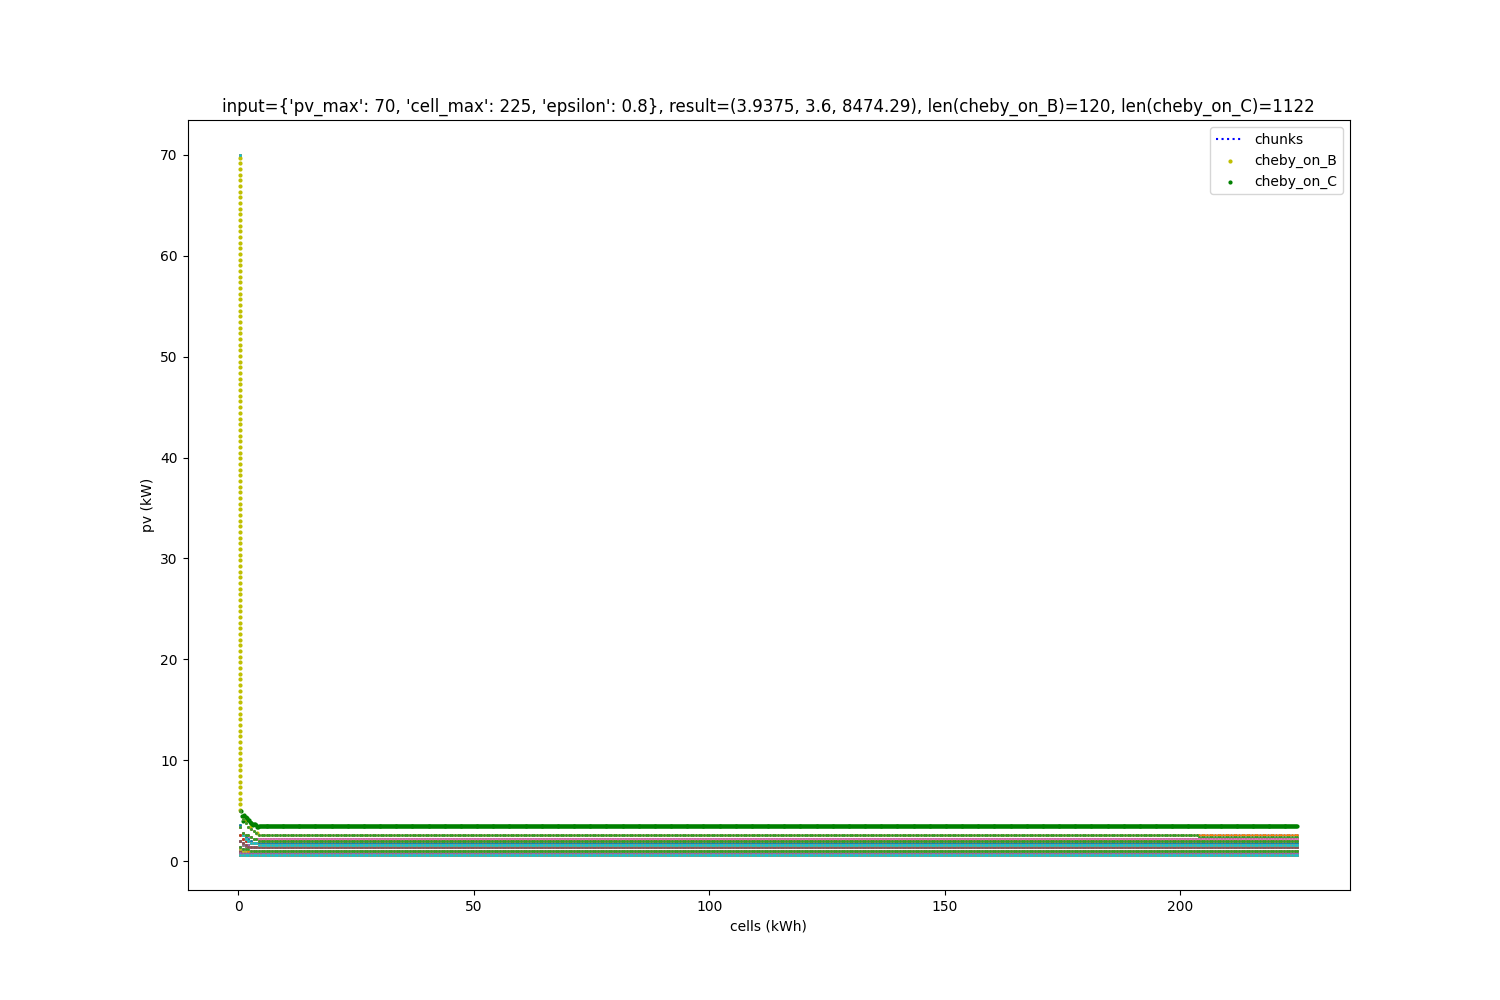 input={'pv_max': 70, 'cell_max': 225, 'epsilon': 0.8}, result=(3.9375, 3.6, 8474.29), len(cheby_on_B)=120, len(cheby_on_C)=1122
chunks
cheby_on_B
cheby_on_C
70
60
50
40
30
20
10
0
pv (kW)
0
50
100
150
200
cells (kWh)